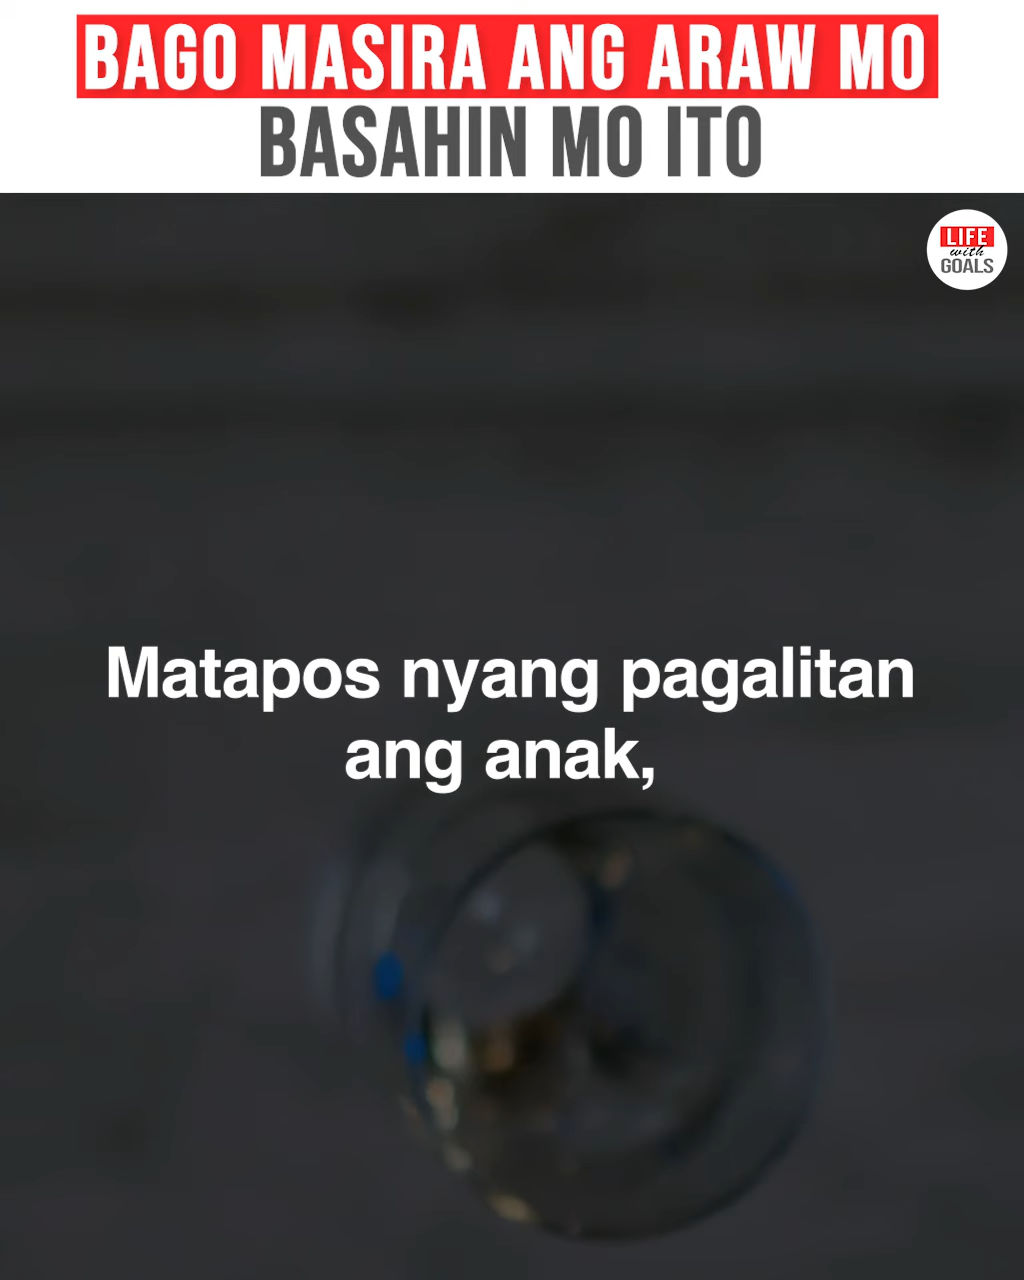 BAGO MASIRA ANG ARAW MO
BASAHIN MO ITO
LIFE
with
GOALS
Matapos nyang pagalitan
ang anak,